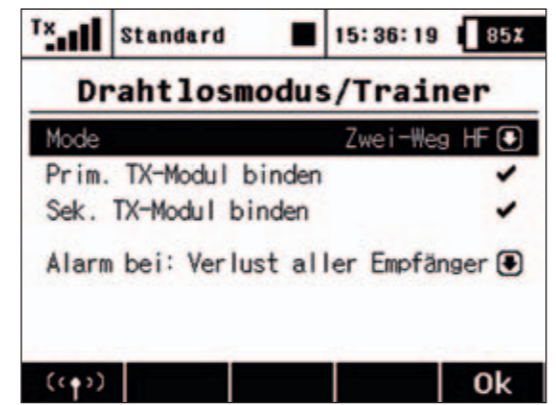 Tx Standard 15:36:19 85%
Drahtlosmodus/Trainer
Mode Zwei-Weg HF
Prim. TX-Modul binden
Sek. TX-Modul binden
Alarm bei: Verlust aller Empfänger
Ok